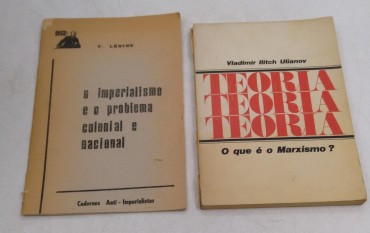 V. LÉNINE
o imperialismo
e o problema
colonial e
nacional
Cadernos Anti-Imperialistas
Vladimir Ilitch Ulianov
TEORIA
TEORIA
TEORIA
O que é o Marxismo?